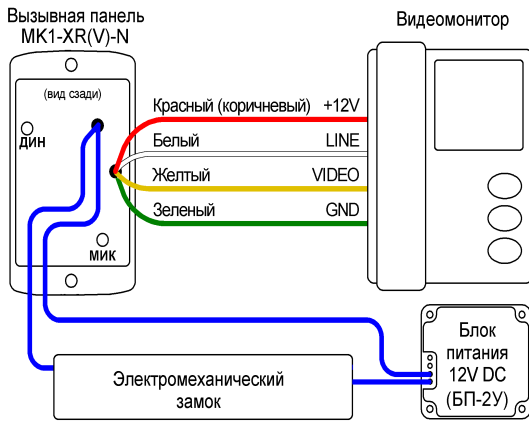 Вызывная панель
MK1-XR(V)-N
Видеомонитор
(вид сзади)
ДИН
МИК
Красный (коричневый) +12V
Белый LINE
Желтый VIDEO
Зеленый GND
Электромеханический
замок
Блок
питания
12V DC
(БП-2У)